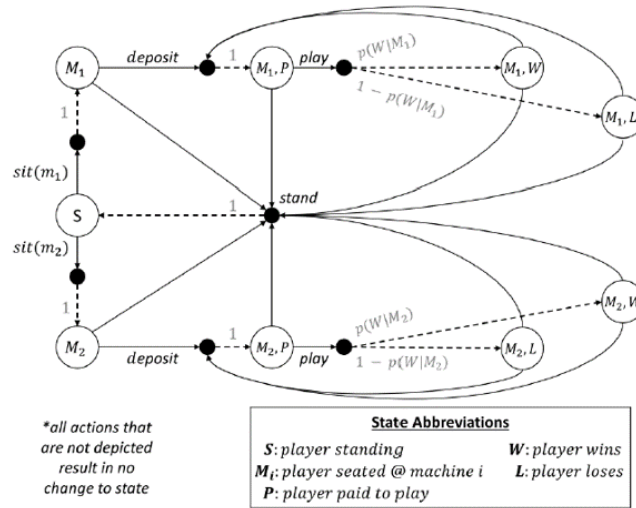 deposit
play
M₁
1
M₁, P
p(W|M₁)
1 − p(W|M₁)
M₁, W
M₁, L
1
sit(m₁)
S
1
stand
sit(m₂)
1
M₂
deposit
1
M₂, P
play
p(W|M₂)
1 − p(W|M₂)
M₂, W
M₂, L
*all actions that
are not depicted
result in no
change to state
State Abbreviations
S: player standing
W: player wins
Mᵢ: player seated @ machine i
L: player loses
P: player paid to play